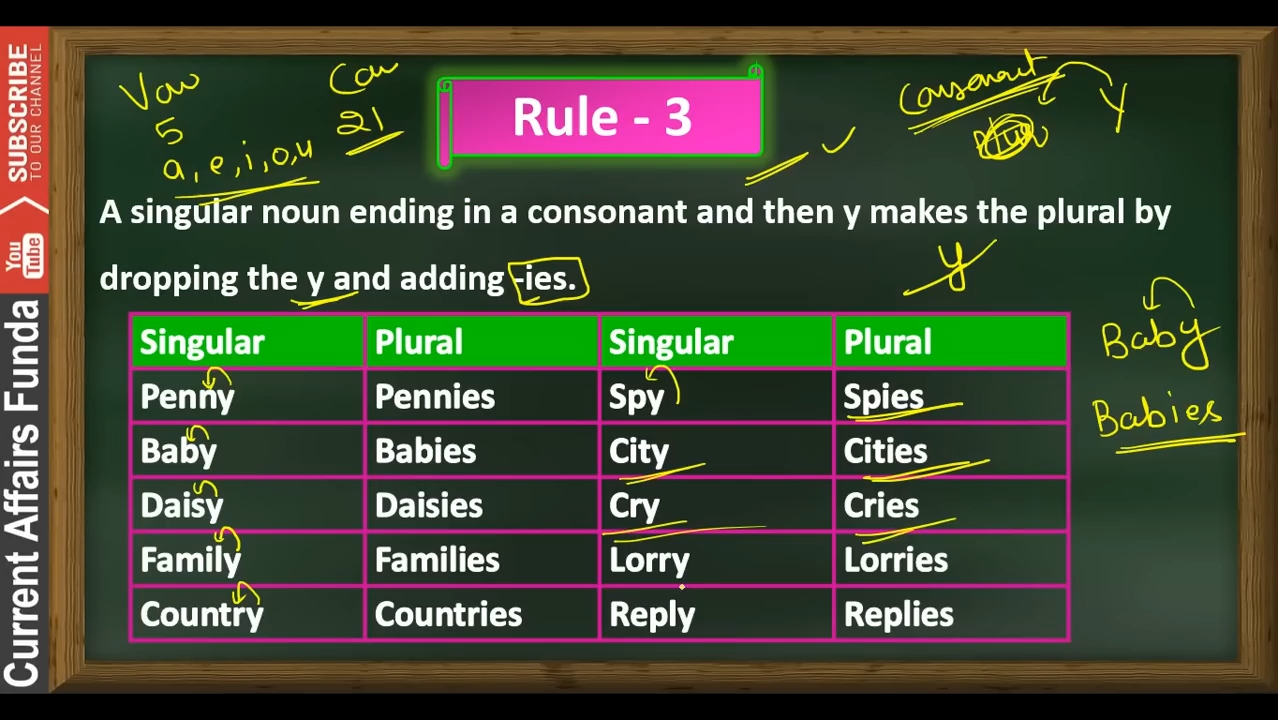 SUBSCRIBE
TO OUR CHANNEL
You Tube
Current Affairs Funda
Vow
5
a, e, i, o, u
Con
21
Rule - 3
Consonant
y
A singular noun ending in a consonant and then y makes the plural by
dropping the y and adding -ies.
y
Singular Plural Singular Plural
Penny Pennies Spy Spies
Baby Babies City Cities
Daisy Daisies Cry Cries
Family Families Lorry Lorries
Country Countries Reply Replies
Baby
Babies